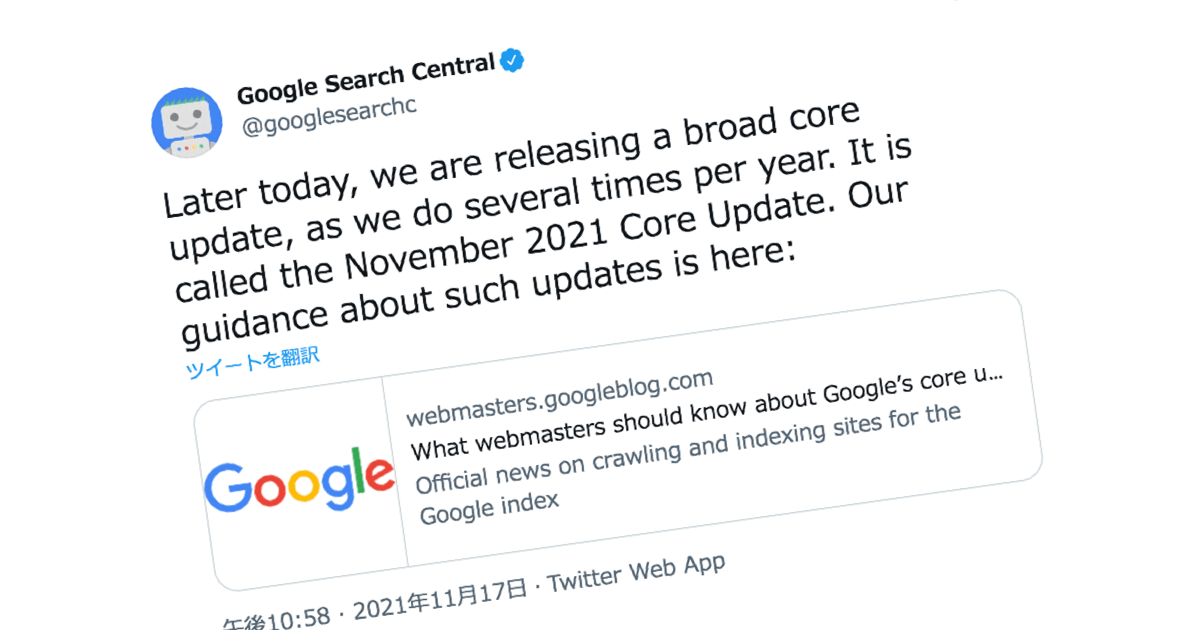 Google Search Central
@googlesearchc
Later today, we are releasing a broad core
update, as we do several times per year. It is
called the November 2021 Core Update. Our
guidance about such updates is here:
ツイートを翻訳
Google
webmasters.googleblog.com
What webmasters should know about Google’s core u...
Official news on crawling and indexing sites for the
Google index
午後10:58 · 2021年11月17日 · Twitter Web App